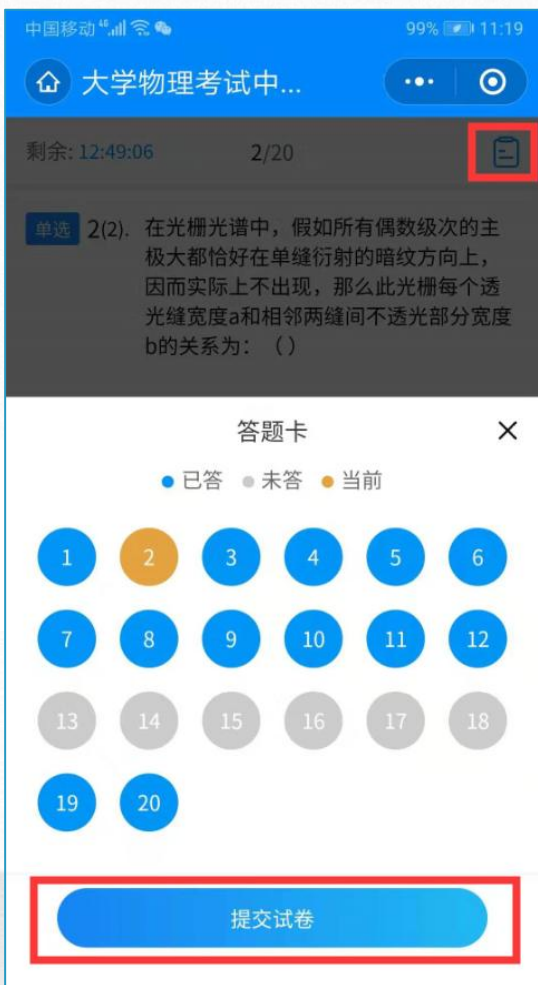 中国移动 99% 11:19
大学物理考试中...
剩余: 12:49:06 2/20
单选 2(2). 在光栅光谱中，假如所有偶数级次的主
极大都恰好在单缝衍射的暗纹方向上，
因而实际上不出现，那么此光栅每个透
光缝宽度a和相邻两缝间不透光部分宽度
b的关系为：（ ）
答题卡
已答 未答 当前
1 2 3 4 5 6
7 8 9 10 11 12
13 14 15 16 17 18
19 20
提交试卷